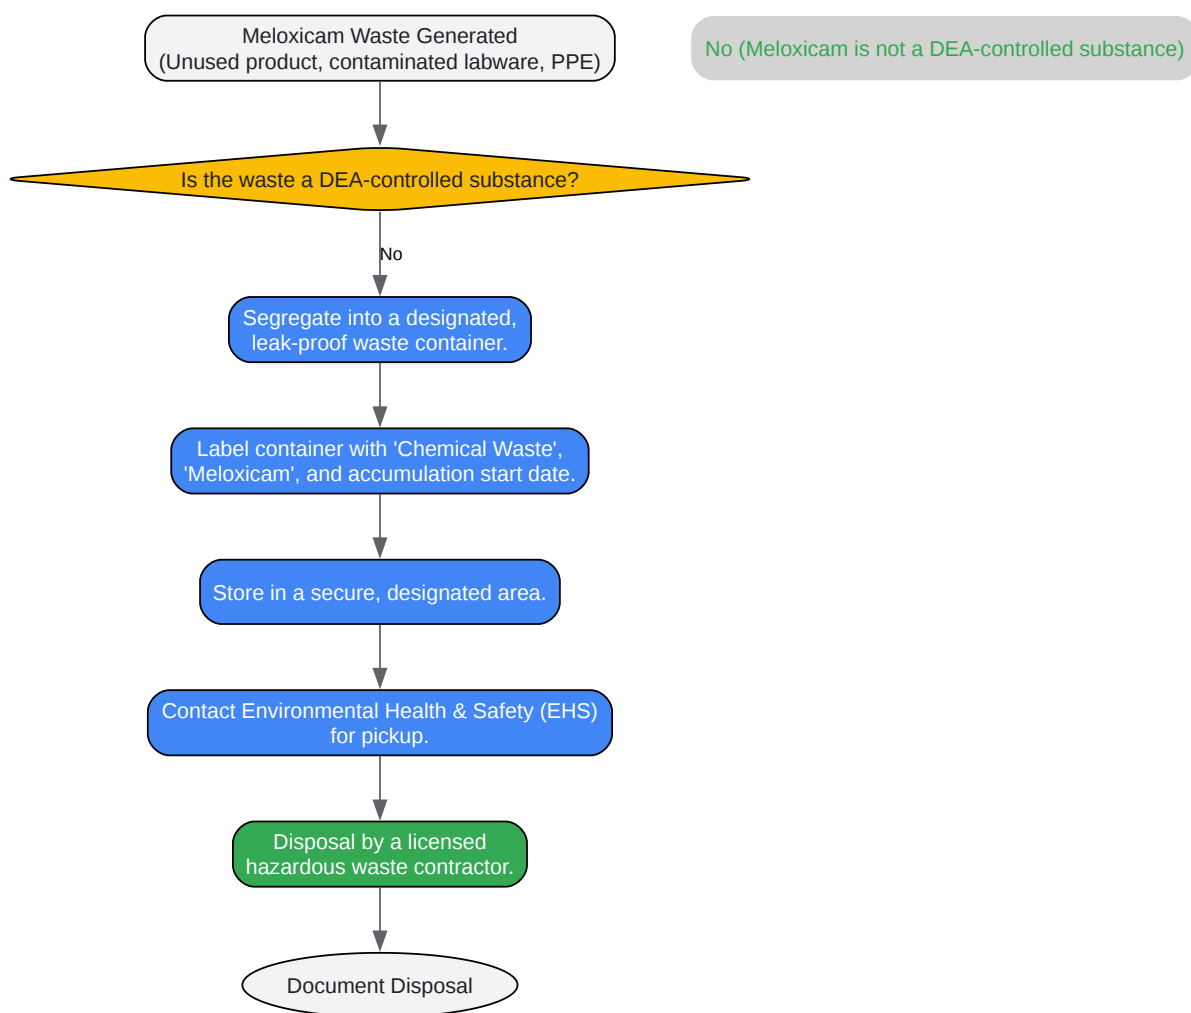 Meloxicam Waste Generated
(Unused product, contaminated labware, PPE)
No (Meloxicam is not a DEA-controlled substance)
Is the waste a DEA-controlled substance?
No
Segregate into a designated,
leak-proof waste container.
Label container with 'Chemical Waste',
'Meloxicam', and accumulation start date.
Store in a secure, designated area.
Contact Environmental Health & Safety (EHS)
for pickup.
Disposal by a licensed
hazardous waste contractor.
Document Disposal